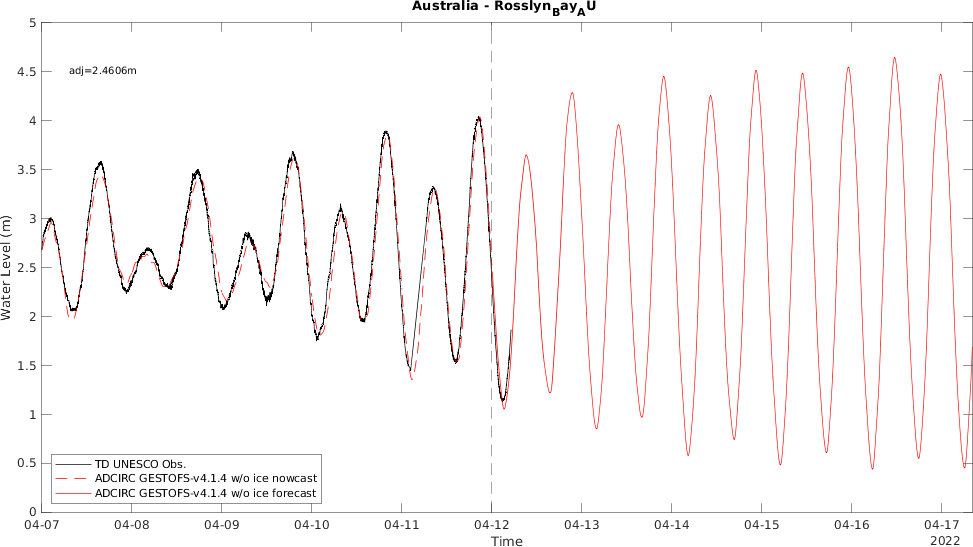 Australia - Rosslyn_Bay_AU
5
4.5
4
3.5
3
2.5
2
1.5
1
0.5
0
Water Level (m)
adj=2.4606m
TD UNESCO Obs.
ADCIRC GESTOFS-v4.1.4 w/o ice nowcast
ADCIRC GESTOFS-v4.1.4 w/o ice forecast
04-07 04-08 04-09 04-10 04-11 04-12 04-13 04-14 04-15 04-16 04-17
Time
2022